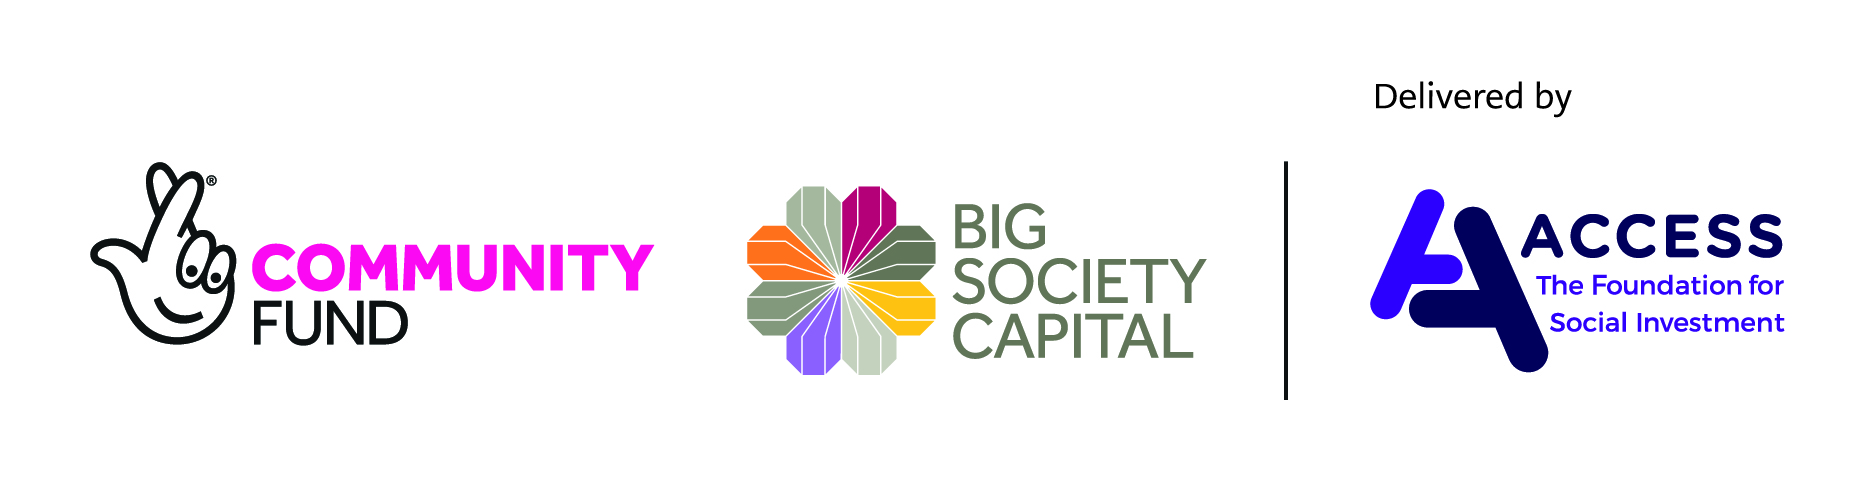 COMMUNITY
FUND
®
BIG
SOCIETY
CAPITAL
Delivered by
ACCESS
The Foundation for
Social Investment